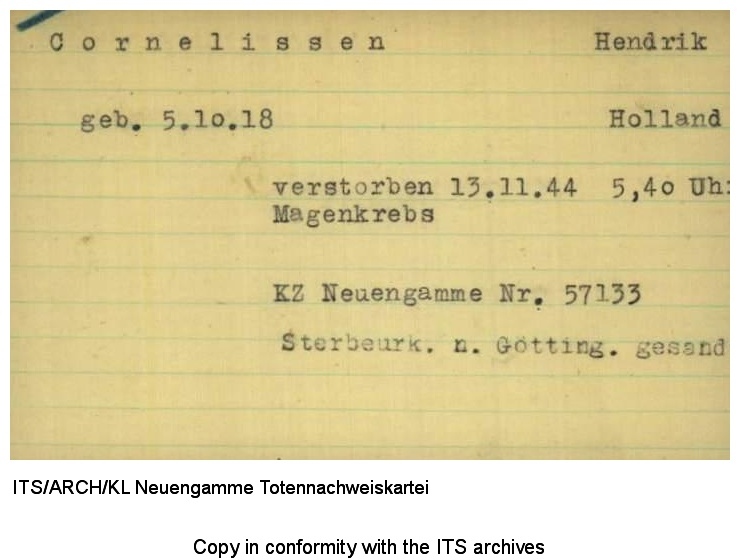 C o r n e l i s s e n Hendrik
geb. 5.10.18 Holland
verstorben 13.11.44 5,40 Uh
Magenkrebs
KZ Neuengamme Nr. 57133
Sterbeurk. n. Götting. gesand
ITS/ARCH/KL Neuengamme Totennachweiskartei
Copy in conformity with the ITS archives